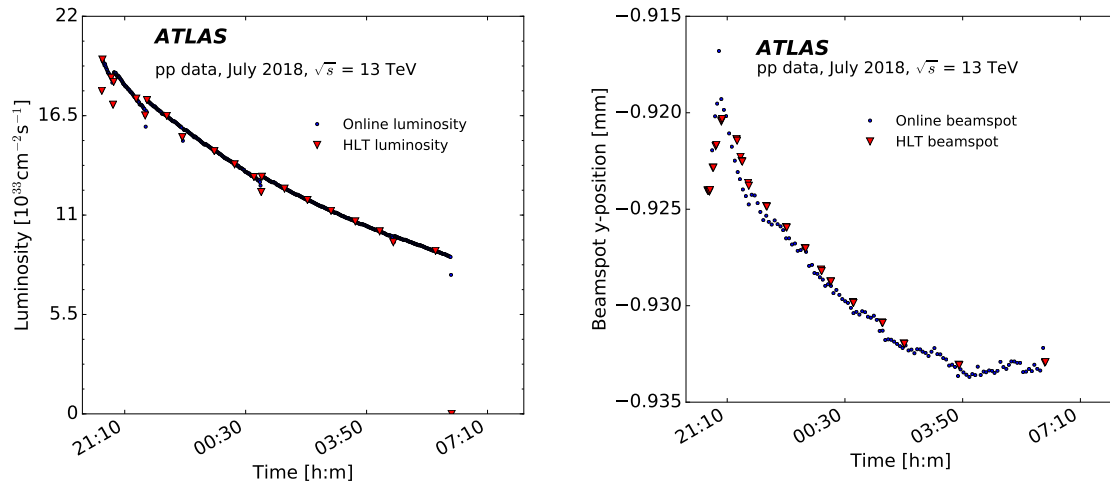 22
16.5
11
5.5
0
Luminosity [10³³cm⁻²s⁻¹]
ATLAS
pp data, July 2018, √s = 13 TeV
Online luminosity
HLT luminosity
21:10
00:30
03:50
07:10
Time [h:m]
−0.915
−0.920
−0.925
−0.930
−0.935
Beamspot y-position [mm]
ATLAS
pp data, July 2018, √s = 13 TeV
Online beamspot
HLT beamspot
21:10
00:30
03:50
07:10
Time [h:m]